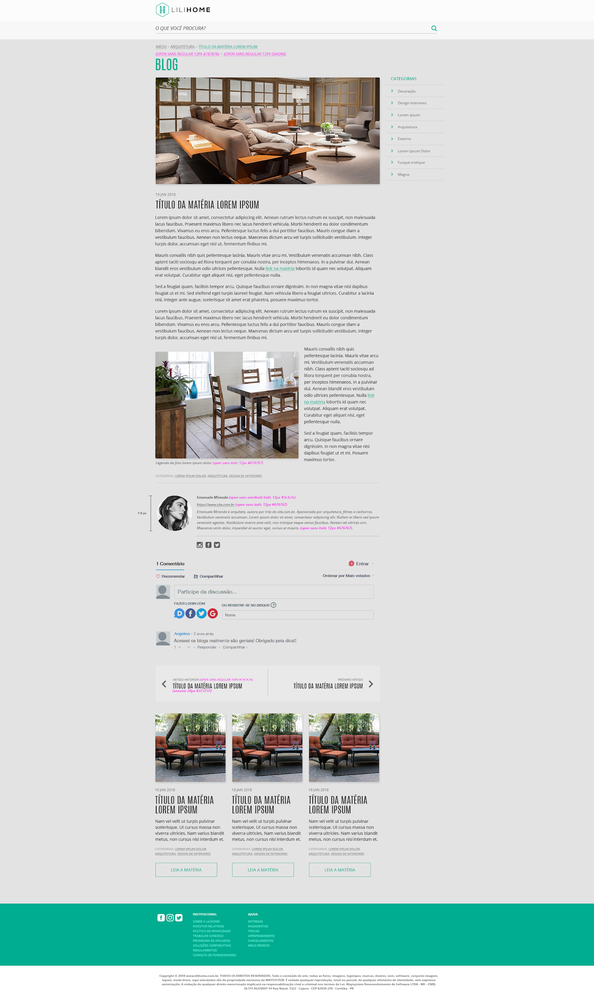 LILIHOME
O QUE VOCÊ PROCURA?
INÍCIO > ARQUITETURA > TÍTULO DA MATÉRIA LOREM IPSUM
(OPEN SANS REGULAR 12PX #787878) > (OPEN SANS REGULAR 12PX 00AD90)
BLOG
CATEGORIAS
Decoração
Design Interiores
Lorem ipsum
Arquitetura
Externo
Lorem Ipsum Dolor
Fusque tristique
Magna
19 JAN 2018
TÍTULO DA MATÉRIA LOREM IPSUM
Lorem ipsum dolor sit amet, consectetur adipiscing elit. Aenean rutrum lectus rutrum ex suscipit, non malesuada
lacus faucibus. Praesent maximus libero nec lacus hendrerit vehicula. Morbi hendrerit eu dolor condimentum
bibendum. Vivamus eu eros arcu. Pellentesque luctus felis a dui porttitor faucibus. Mauris congue diam a
vestibulum faucibus. Aenean non lectus neque. Maecenas dictum arcu vel turpis sollicitudin vestibulum. Integer
turpis dolor, accumsan eget nisl ut, fermentum finibus mi.
Mauris convallis nibh quis pellentesque lacinia. Mauris vitae arcu mi. Vestibulum venenatis accumsan nibh. Class
aptent taciti sociosqu ad litora torquent per conubia nostra, per inceptos himenaeos. In a pulvinar dui. Aenean
blandit eros vestibulum odio ultrices pellentesque. Nulla link na matéria lobortis id quam nec volutpat. Aliquam
erat volutpat. Curabitur eget aliquet nisi, eget pellentesque nulla.
Sed a feugiat quam, facilisis tempor arcu. Quisque faucibus ornare dignissim. In non magna vitae nisi dapibus
feugiat ut et mi. Sed eleifend eget turpis laoreet feugiat. Nam vehicula libero a feugiat ultrices. Curabitur a lacinia
nisi. Integer ante augue, scelerisque sit amet erat pharetra, posuere maximus tortor.
Lorem ipsum dolor sit amet, consectetur adipiscing elit. Aenean rutrum lectus rutrum ex suscipit, non malesuada
lacus faucibus. Praesent maximus libero nec lacus hendrerit vehicula. Morbi hendrerit eu dolor condimentum
bibendum. Vivamus eu eros arcu. Pellentesque luctus felis a dui porttitor faucibus. Mauris congue diam a
vestibulum faucibus. Aenean non lectus neque. Maecenas dictum arcu vel turpis sollicitudin vestibulum. Integer
turpis dolor, accumsan eget nisl ut, fermentum finibus mi.
Mauris convallis nibh quis
pellentesque lacinia. Mauris vitae arcu
mi. Vestibulum venenatis accumsan
nibh. Class aptent taciti sociosqu ad
litora torquent per conubia nostra,
per inceptos himenaeos. In a pulvinar
dui. Aenean blandit eros vestibulum
odio ultrices pellentesque. Nulla link
na matéria lobortis id quam nec
volutpat. Aliquam erat volutpat.
Curabitur eget aliquet nisi, eget
pellentesque nulla.
Sed a feugiat quam, facilisis tempor
arcu. Quisque faucibus ornare
dignissim. In non magna vitae nisi
dapibus feugiat ut et mi. Posuere
maximus tortor.
Legenda da foto lorem ipsum dolor (open sans italic 12px #676767)
CATEGORIAS: LOREM IPSUM DOLOR, ARQUITETURA, DESIGN DE INTERIORES
118 px
Emanuele Miranda (open sans semibold italic 12px #3c3c3c)
https://www.site.com.br (open sans italic 12px #676767)
Emanuele Miranda é arquiteta, autora por trás do site.com.br. Apaixonada por arquitetura, filmes e cachorros.
Vestibulum venenatis accumsan. Lorem ipsum dolor sit amet, consectetur adipiscing elit. Nullam et libero sed ipsum
venenatis egestas. Vestibulum viverra ante velit, non tristique neque varius faucibus. Aenean vel ultrices orci.
Maecenas enim dolor, imperdiet at auctor eget, cursus et mauris. (open sans italic 12px #676767).
1 Comentário
1 Entrar
Recomendar Compartilhar
Ordenar por Mais votados
Participe da discussão...
FAZER LOGIN COM
OU REGISTRE-SE NO DISQUS ?
Nome
Angelica • 2 anos atrás
Acessei os blogs realmente são geniais! Obrigado pela dica!!
1 • Responder • Compartilhar ›
ARTIGO ANTERIOR (OPEN SANS REGULAR 10PX #7A7A7A)
TÍTULO DA MATÉRIA LOREM IPSUM
(antonio 20px #373737)
PRÓXIMO ARTIGO
TÍTULO DA MATÉRIA LOREM IPSUM
19 JAN 2018
TÍTULO DA MATÉRIA
LOREM IPSUM
Nam vel velit ut turpis pulvinar
scelerisque. Ut cursus massa non
viverra ultricies. Nam varius blandit
metus, non cursus nisi interdum et.
CATEGORIAS: LOREM IPSUM DOLOR,
ARQUITETURA, DESIGN DE INTERIORES
LEIA A MATÉRIA
19 JAN 2018
TÍTULO DA MATÉRIA
LOREM IPSUM
Nam vel velit ut turpis pulvinar
scelerisque. Ut cursus massa non
viverra ultricies. Nam varius blandit
metus, non cursus nisi interdum et.
CATEGORIAS: LOREM IPSUM DOLOR,
ARQUITETURA, DESIGN DE INTERIORES
LEIA A MATÉRIA
19 JAN 2018
TÍTULO DA MATÉRIA
LOREM IPSUM
Nam vel velit ut turpis pulvinar
scelerisque. Ut cursus massa non
viverra ultricies. Nam varius blandit
metus, non cursus nisi interdum et.
CATEGORIAS: LOREM IPSUM DOLOR,
ARQUITETURA, DESIGN DE INTERIORES
LEIA A MATÉRIA
INSTITUCIONAL
SOBRE A LILIHOME
INVESTOR RELATIONS
POLÍTICA DE PRIVACIDADE
TRABALHE CONOSCO
PROGRAMA DE AFILIADOS
SOLUÇÕES CORPORATIVAS
REGULAMENTOS
CONDUTA DE FORNECEDORES
AJUDA
ENTREGAS
PAGAMENTOS
TROCAS
ARREPENDIMENTO
CANCELAMENTOS
MEUS PEDIDOS
Copyright © 2018 www.lilihome.com.br, TODOS OS DIREITOS RESERVADOS. Todo o conteúdo do site, todas as fotos, imagens, logotipos, marcas, dizeres, som, software, conjunto imagem,
layout, trade dress, aqui veiculados são de propriedade exclusiva da WAYSYSTEM. É vedada qualquer reprodução, total ou parcial, de qualquer elemento de identidade, sem expressa
autorização. A violação de qualquer direito mencionado implicará na responsabilização cível e criminal nos termos da Lei. Waysystem Desenvolvimento de Software LTDA - ME - CNPJ:
26.111.463/0001-14 Rua Natal, 1322 - Cajuru - CEP 82930-210 - Curitiba - PR